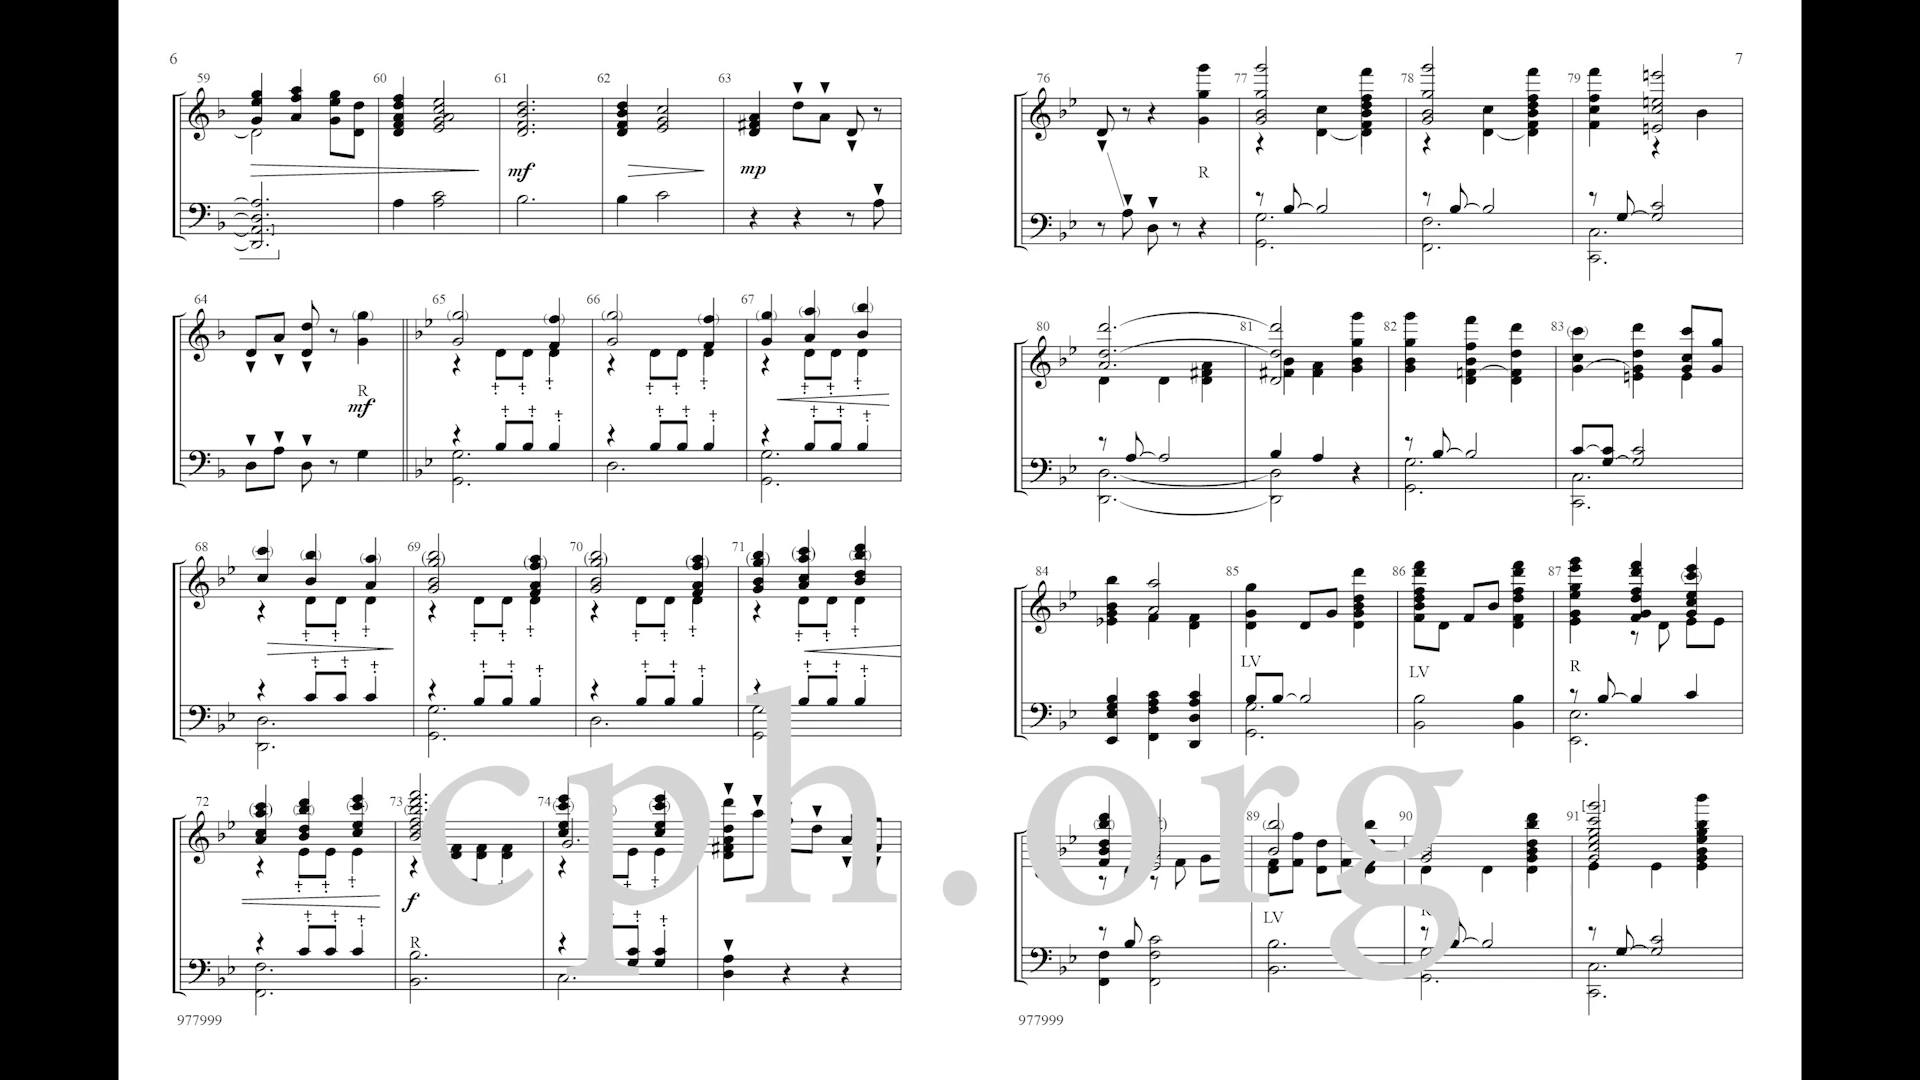 6
59 60 61 62 63
mf mp
64 65 66 67
R
mf
68 69 70 71
72 73 74
f
R
977999
7
76 77 78 79
R
80 81 82 83
84 85 86 87
LV LV R
89 90 91
LV
977999
cph.org